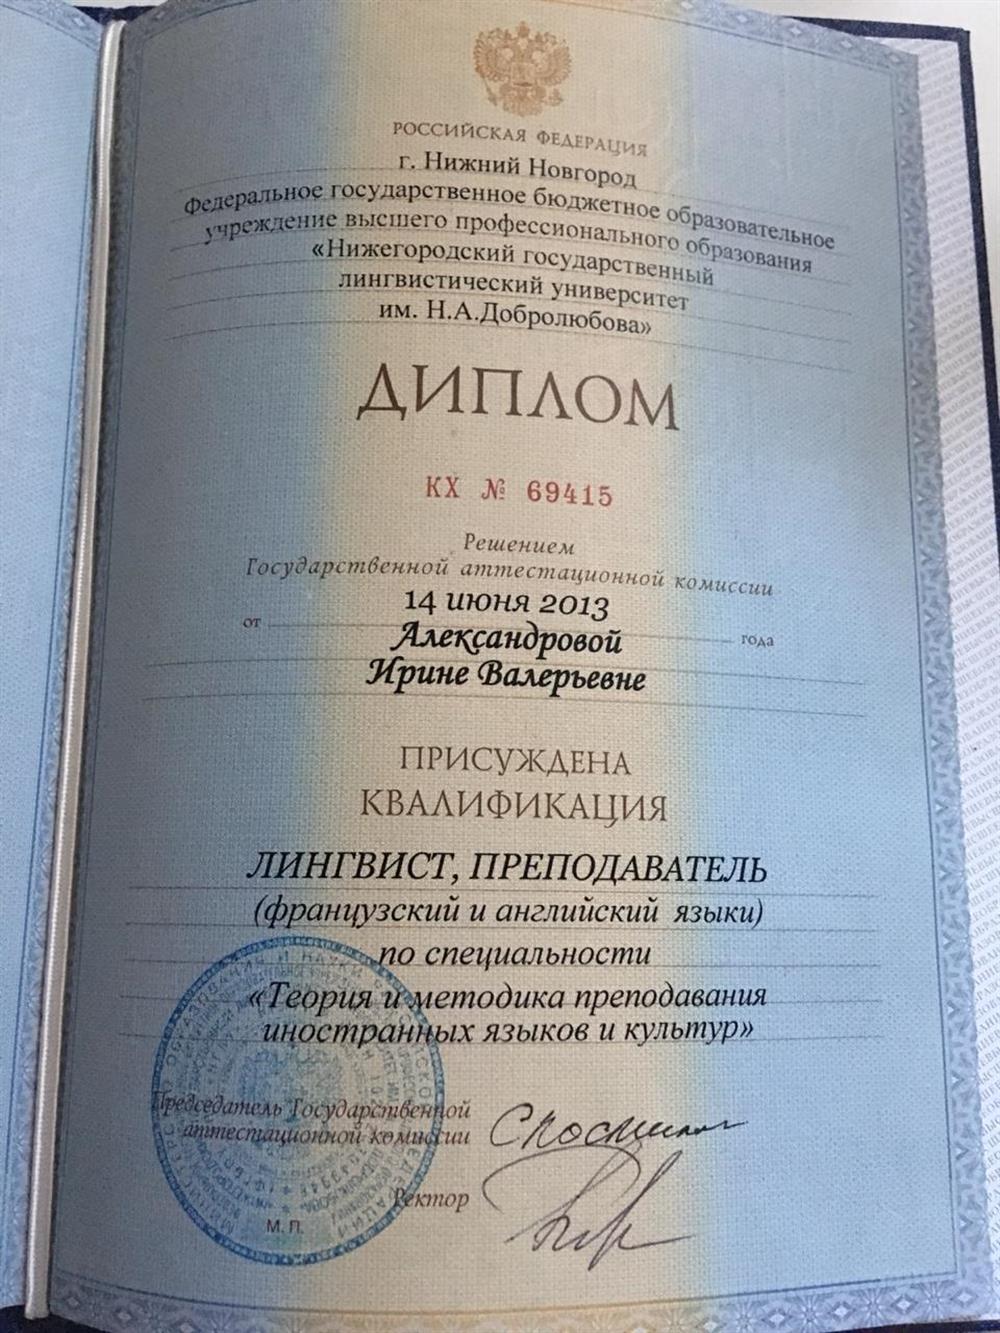 РОССИЙСКАЯ ФЕДЕРАЦИЯ
г. Нижний Новгород
Федеральное государственное бюджетное образовательное
учреждение высшего профессионального образования
«Нижегородский государственный
лингвистический университет
им. Н.А.Добролюбова»
ДИПЛОМ
КХ № 69415
Решением
Государственной аттестационной комиссии
от 14 июня 2013 года
Александровой
Ирине Валерьевне
ПРИСУЖДЕНА
КВАЛИФИКАЦИЯ
ЛИНГВИСТ, ПРЕПОДАВАТЕЛЬ
(французский и английский языки)
по специальности
«Теория и методика преподавания
иностранных языков и культур»
Председатель Государственной
аттестационной комиссии
Ректор
М. П.